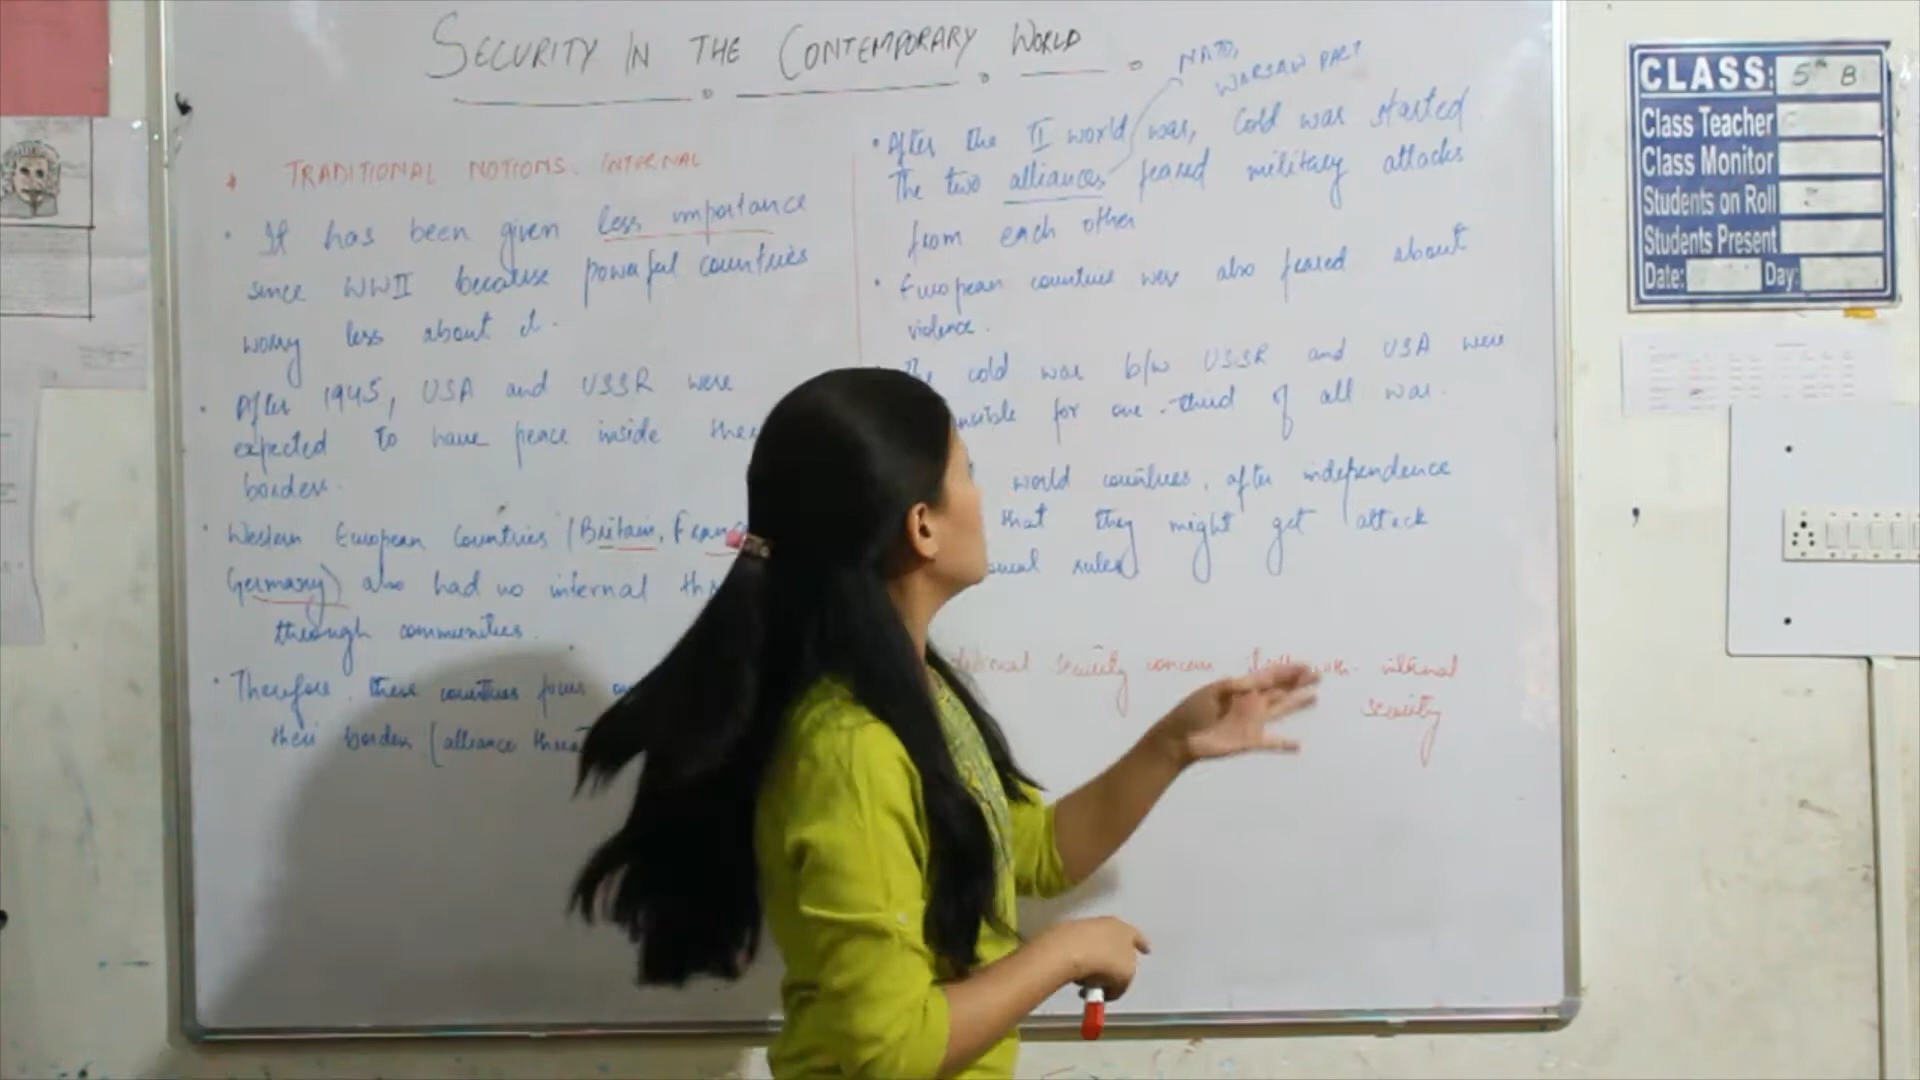 SECURITY IN THE CONTEMPORARY WORLD
TRADITIONAL NOTIONS. INTERNAL
• It has been given less importance
since WWII because powerful countries
worry less about it.
• After 1945, USA and USSR were
expected to have peace inside
borders.
• Western European Countries (Britain, France
Germany) also had no internal
through communities.
• Therefore, these countries focus
their borders (alliance threat
NATO,
WARSAW PACT
• After the II world war, Cold war started
The two alliances feared military attacks
from each other
• European countries were also feared about
violence.
The cold war b/w USSR and USA were
for one-third of all war.
world countries, after independence
that they might get attack
rules
security concern internal
security
CLASS: 5th B
Class Teacher
Class Monitor
Students on Roll
Students Present
Date: Day: